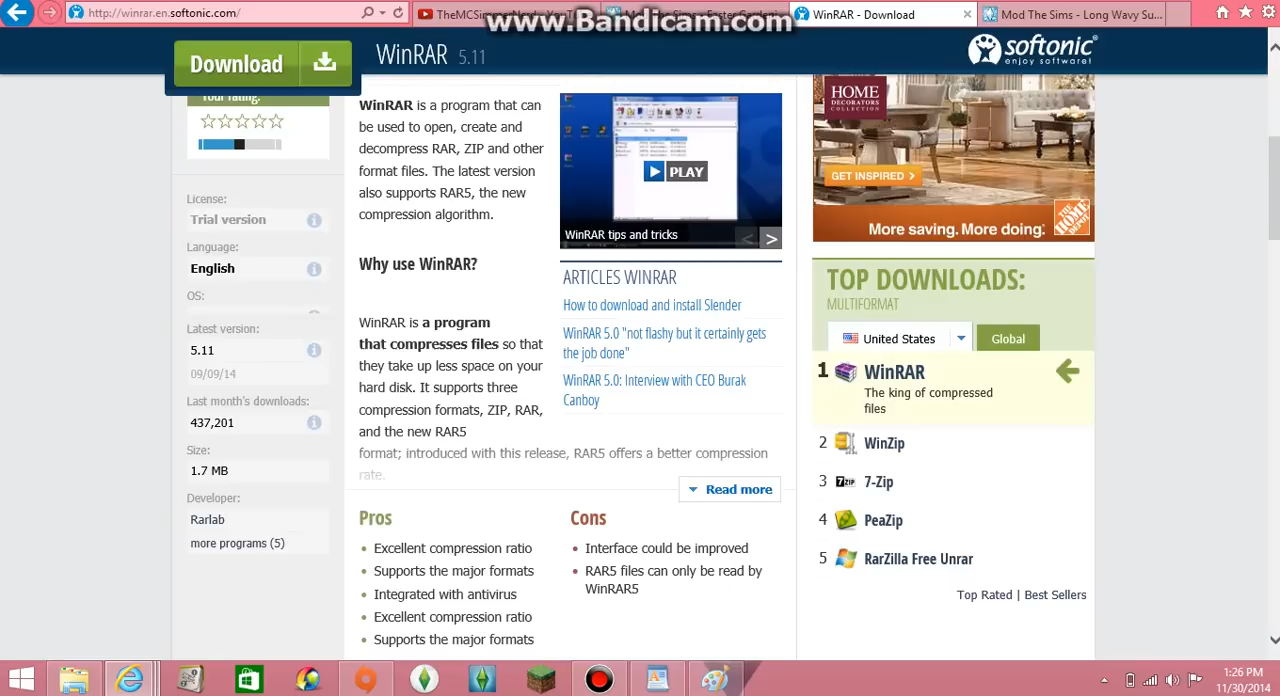 http://winrar.en.softonic.com/
www.Bandicam.com
WinRAR - Download
Mod The Sims - Long Wavy Su...
Download
WinRAR 5.11
softonic
enjoy software!
Your rating:
License:
Trial version
Language:
English
OS:
Latest version:
5.11
09/09/14
Last month's downloads:
437,201
Size:
1.7 MB
Developer:
Rarlab
more programs (5)
WinRAR is a program that can
be used to open, create and
decompress RAR, ZIP and other
format files. The latest version
also supports RAR5, the new
compression algorithm.
Why use WinRAR?
WinRAR is a program
that compresses files so that
they take up less space on your
hard disk. It supports three
compression formats, ZIP, RAR,
and the new RAR5
format; introduced with this release, RAR5 offers a better compression
rate.
Read more
PLAY
WinRAR tips and tricks
< >
ARTICLES WINRAR
How to download and install Slender
WinRAR 5.0 "not flashy but it certainly gets
the job done"
WinRAR 5.0: Interview with CEO Burak
Canboy
Pros
Excellent compression ratio
Supports the major formats
Integrated with antivirus
Excellent compression ratio
Supports the major formats
Cons
Interface could be improved
RAR5 files can only be read by
WinRAR5
HOME
DECORATORS
COLLECTION
GET INSPIRED
More saving. More doing.
TOP DOWNLOADS:
MULTIFORMAT
United States
Global
1 WinRAR
The king of compressed
files
2 WinZip
3 7-Zip
4 PeaZip
5 RarZilla Free Unrar
Top Rated | Best Sellers
1:26 PM
11/30/2014